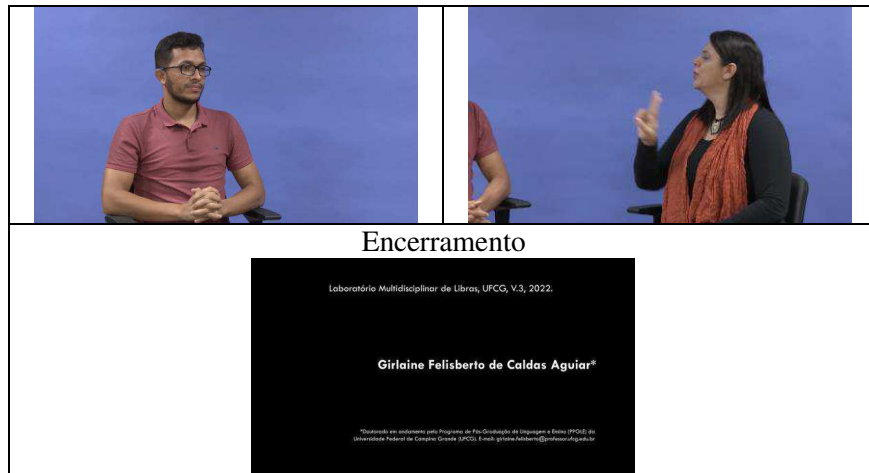 Encerramento
Laboratório Multidisciplinar de Libras, UFCG, V.3, 2022.
Girlaine Felisberto de Caldas Aguiar*
*Doutorado em andamento pelo Programa de Pós-Graduação de Linguagem e Ensino (PPGLE) da
Universidade Federal de Campina Grande (UFCG). E-mail: girlaine.felisberto@professor.ufcg.edu.br